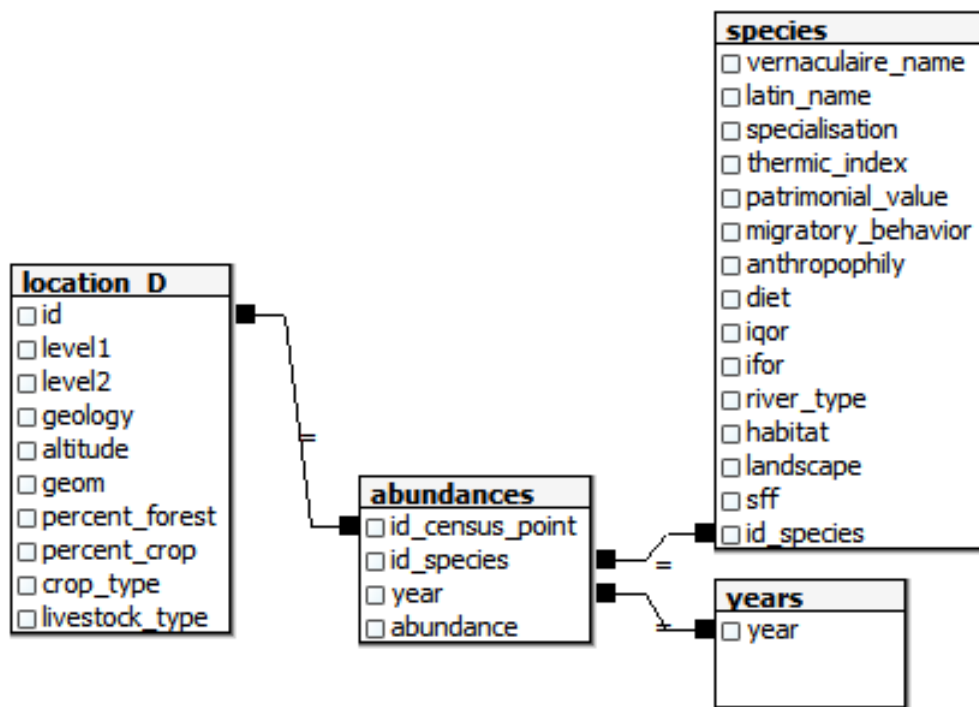 species
vernaculaire_name
latin_name
specialisation
thermic_index
patrimonial_value
migratory_behavior
anthropophily
diet
iqor
ifor
river_type
habitat
landscape
sff
id_species
location_D
id
level1
level2
geology
altitude
geom
percent_forest
percent_crop
crop_type
livestock_type
=
abundances
id_census_point
id_species
year
abundance
=
=
years
year